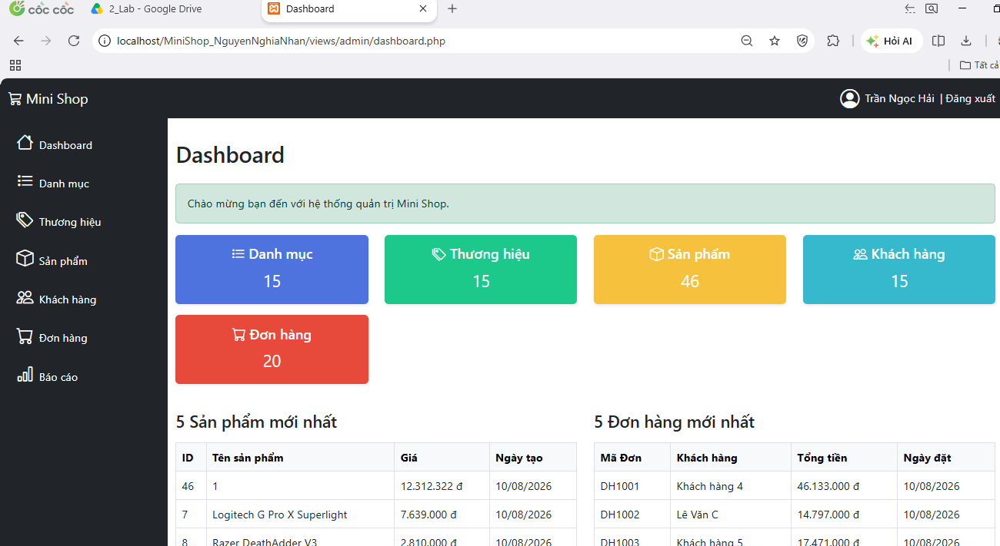 cốc cốc
2_Lab - Google Drive
Dashboard
localhost/MiniShop_NguyenNghiaNhan/views/admin/dashboard.php
Hỏi AI
Tất cả
Mini Shop
Trần Ngọc Hải | Đăng xuất
Dashboard
Danh mục
Thương hiệu
Sản phẩm
Khách hàng
Đơn hàng
Báo cáo
Dashboard
Chào mừng bạn đến với hệ thống quản trị Mini Shop.
Danh mục
15
Thương hiệu
15
Sản phẩm
46
Khách hàng
15
Đơn hàng
20
5 Sản phẩm mới nhất
ID Tên sản phẩm Giá Ngày tạo
46 1 12.312.322 đ 10/08/2026
7 Logitech G Pro X Superlight 7.639.000 đ 10/08/2026
8 Razer DeathAdder V3 2.810.000 đ 10/08/2026
5 Đơn hàng mới nhất
Mã Đơn Khách hàng Tổng tiền Ngày đặt
DH1001 Khách hàng 4 46.133.000 đ 10/08/2026
DH1002 Lê Văn C 14.797.000 đ 10/08/2026
DH1003 Khách hàng 5 17.471.000 đ 10/08/2026